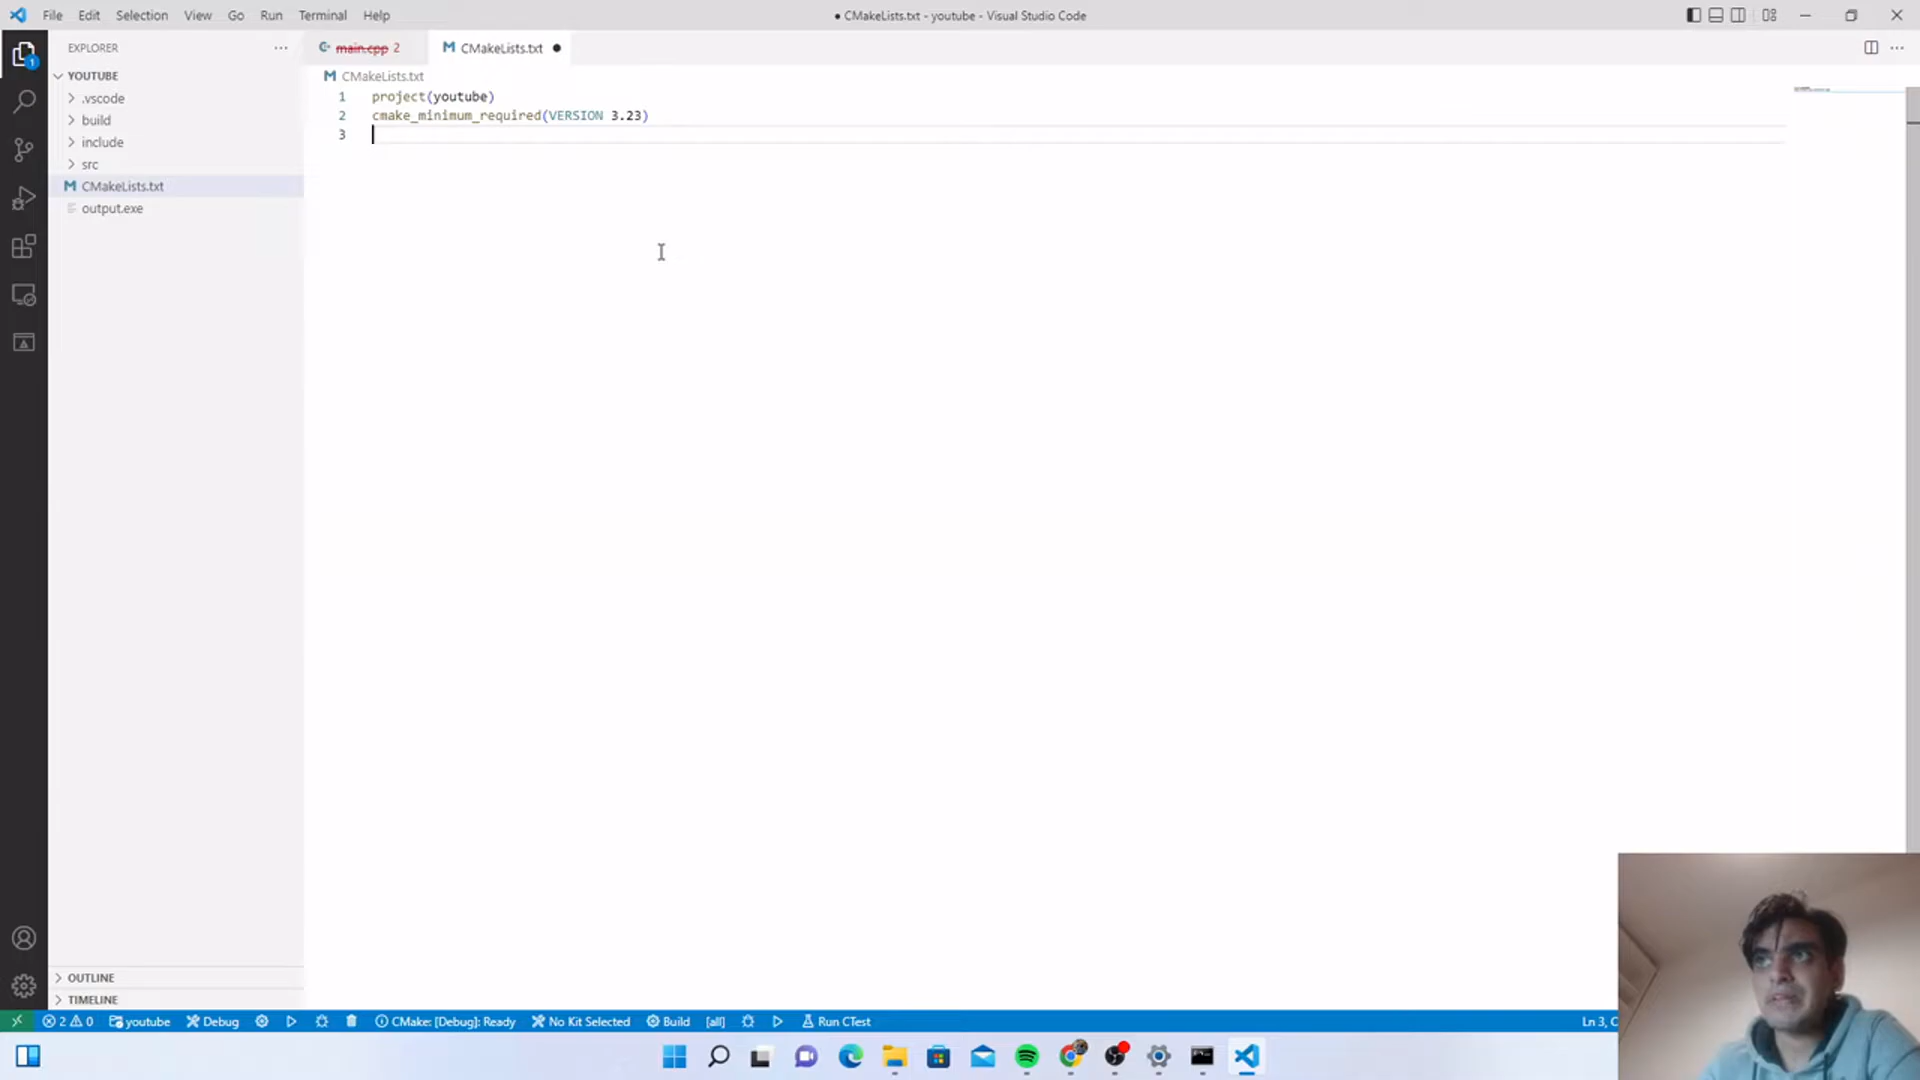 File Edit Selection View Go Run Terminal Help
● CMakeLists.txt - youtube - Visual Studio Code
EXPLORER
main.cpp 2
CMakeLists.txt
YOUTUBE
.vscode
build
include
src
CMakeLists.txt
output.exe
CMakeLists.txt
1 project(youtube)
2 cmake_minimum_required(VERSION 3.23)
3
OUTLINE
TIMELINE
2 0 youtube Debug CMake: [Debug]: Ready No Kit Selected Build [all] Run CTest Ln 3, C
1